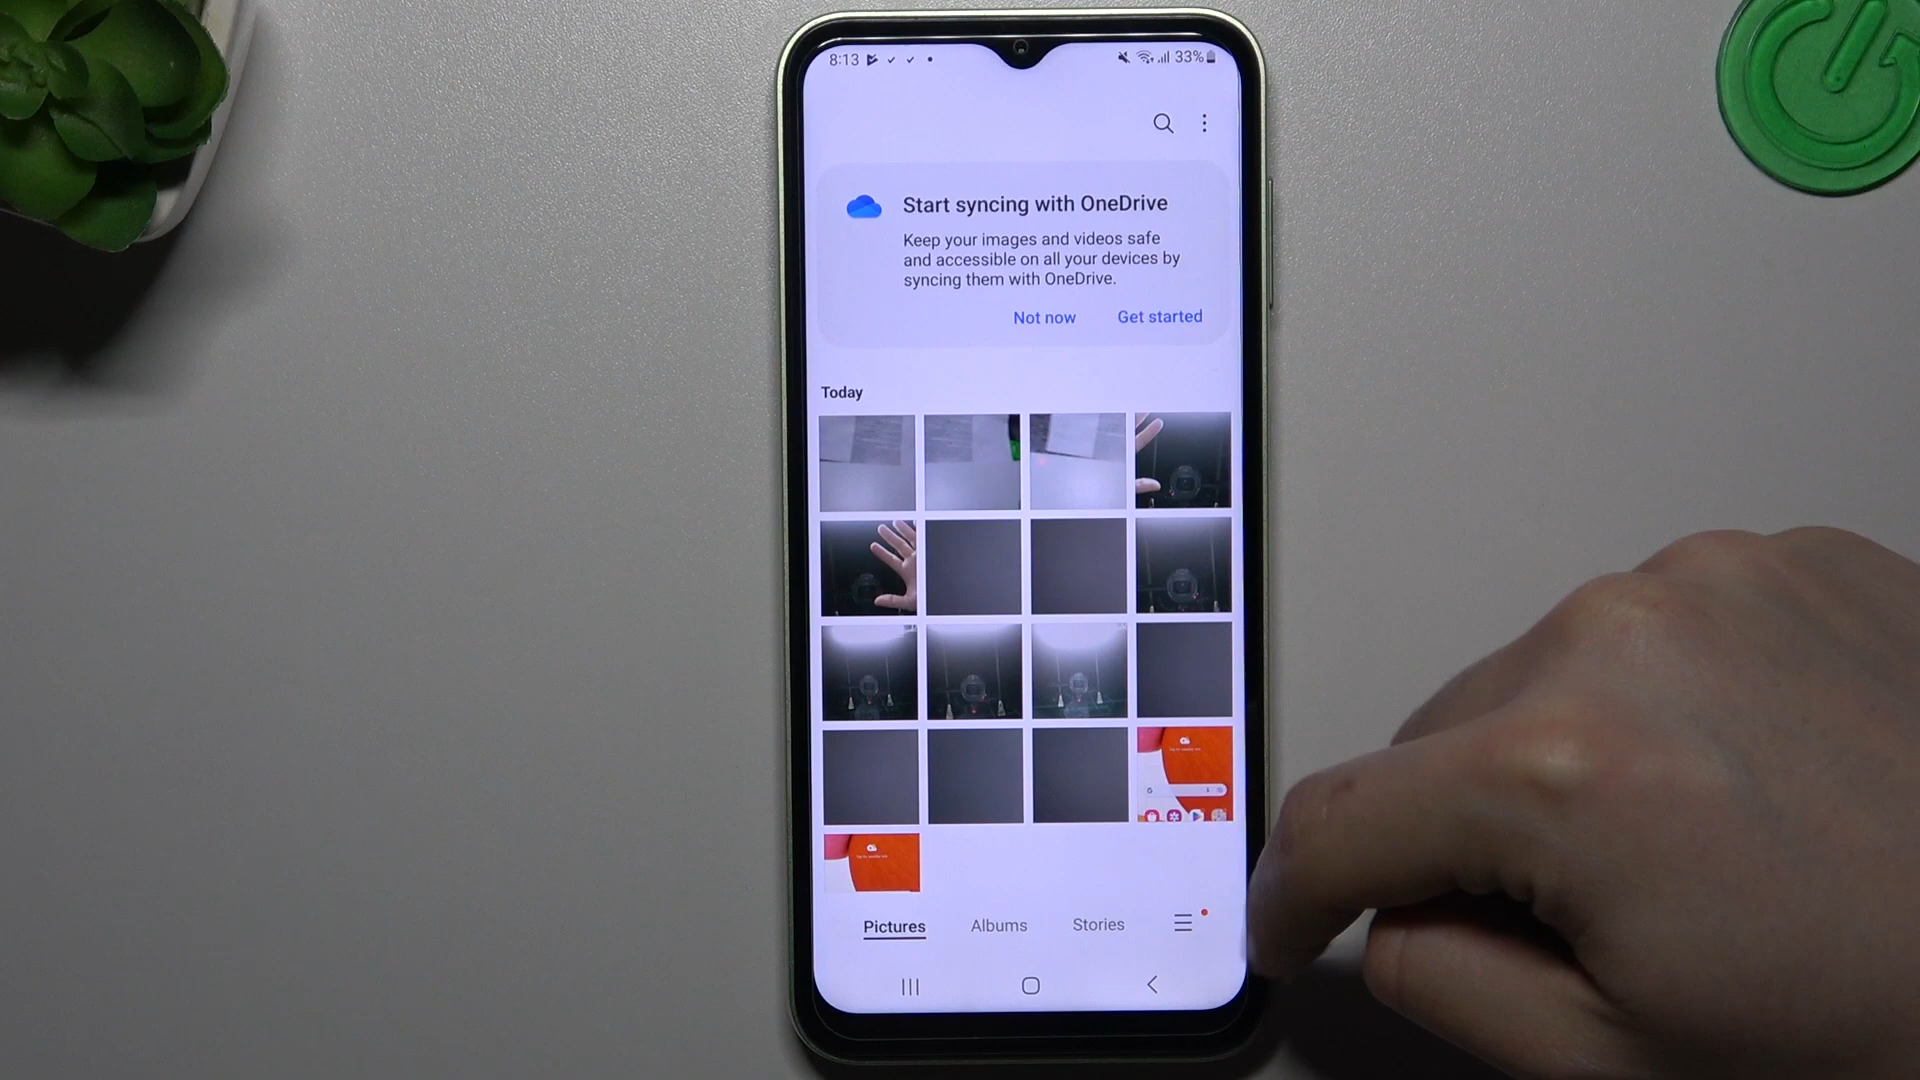 8:13 33%
Start syncing with OneDrive
Keep your images and videos safe
and accessible on all your devices by
syncing them with OneDrive.
Not now Get started
Today
Pictures Albums Stories